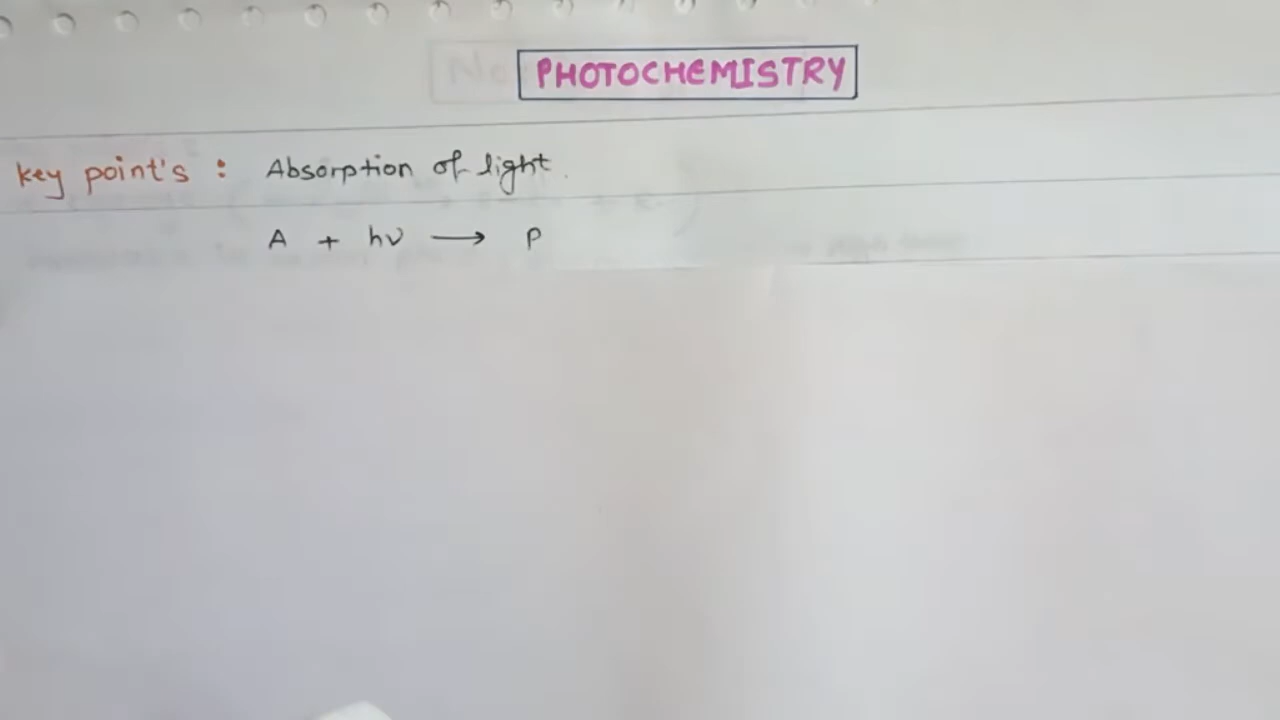 PHOTOCHEMISTRY
Key point's : Absorption of light.
A + hν ⟶ P